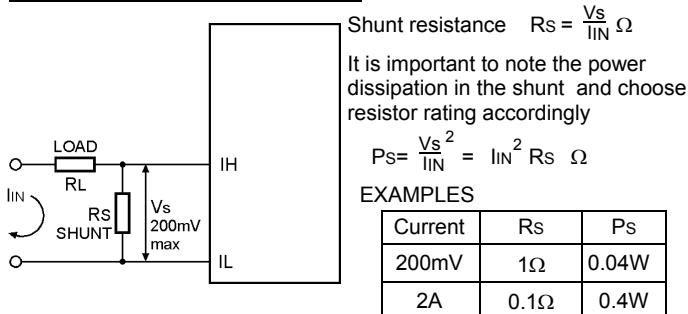 Shunt resistance Rs = Vs/IIN Ω
It is important to note the power
dissipation in the shunt and choose
resistor rating accordingly
Ps= Vs²/IIN = IIN² Rs Ω
EXAMPLES
Current Rs Ps
200mV 1Ω 0.04W
2A 0.1Ω 0.4W
LOAD
RL
IIN
Rs
SHUNT
Vs
200mV
max
IH
IL